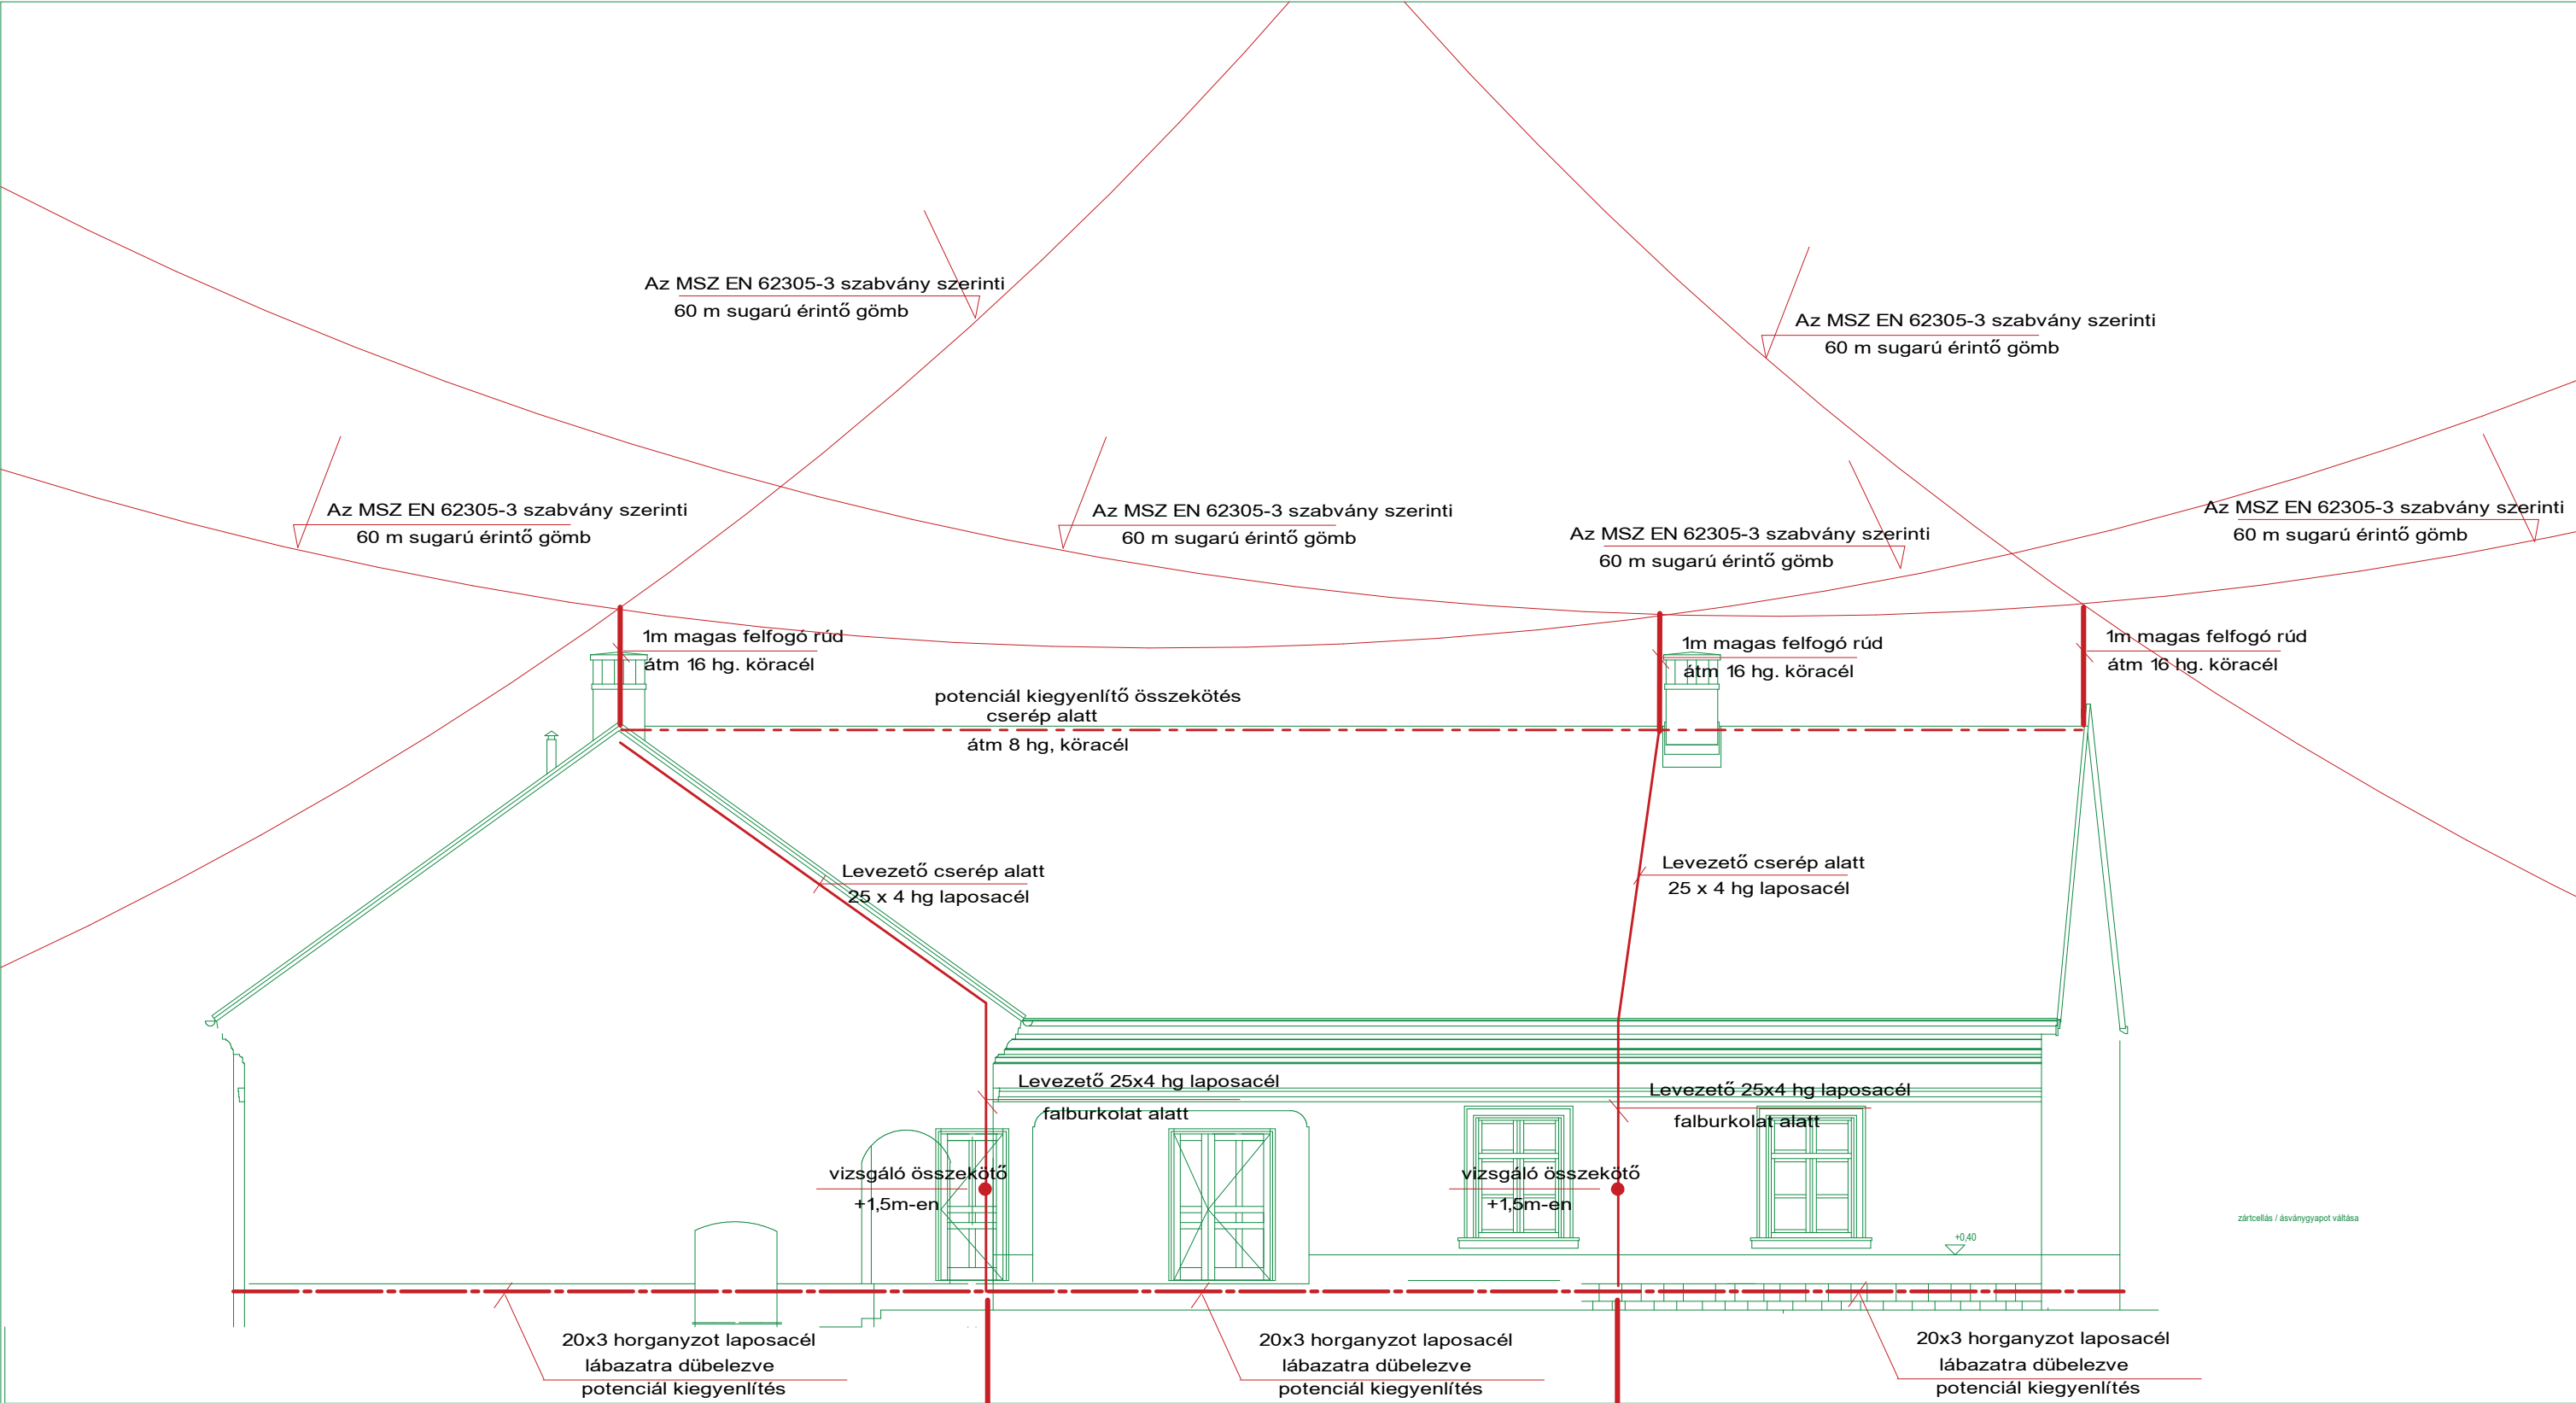 Az MSZ EN 62305-3 szabvány szerinti
60 m sugarú érintő gömb
Az MSZ EN 62305-3 szabvány szerinti
60 m sugarú érintő gömb
Az MSZ EN 62305-3 szabvány szerinti
60 m sugarú érintő gömb
Az MSZ EN 62305-3 szabvány szerinti
60 m sugarú érintő gömb
Az MSZ EN 62305-3 szabvány szerinti
60 m sugarú érintő gömb
Az MSZ EN 62305-3 szabvány szerinti
60 m sugarú érintő gömb
1m magas felfogó rúd
átm 16 hg. köracél
1m magas felfogó rúd
átm 16 hg. köracél
1m magas felfogó rúd
átm 16 hg. köracél
potenciál kiegyenlítő összekötés
cserép alatt
átm 8 hg, köracél
Levezető cserép alatt
25 x 4 hg laposacél
Levezető cserép alatt
25 x 4 hg laposacél
Levezető 25x4 hg laposacél
falburkolat alatt
Levezető 25x4 hg laposacél
falburkolat alatt
vizsgáló összekötő
+1,5m-en
vizsgáló összekötő
+1,5m-en
zártcellás / ásványgyapot váltása
+0,40
20x3 horganyzot laposacél
lábazatra dübelezve
potenciál kiegyenlítés
20x3 horganyzot laposacél
lábazatra dübelezve
potenciál kiegyenlítés
20x3 horganyzot laposacél
lábazatra dübelezve
potenciál kiegyenlítés